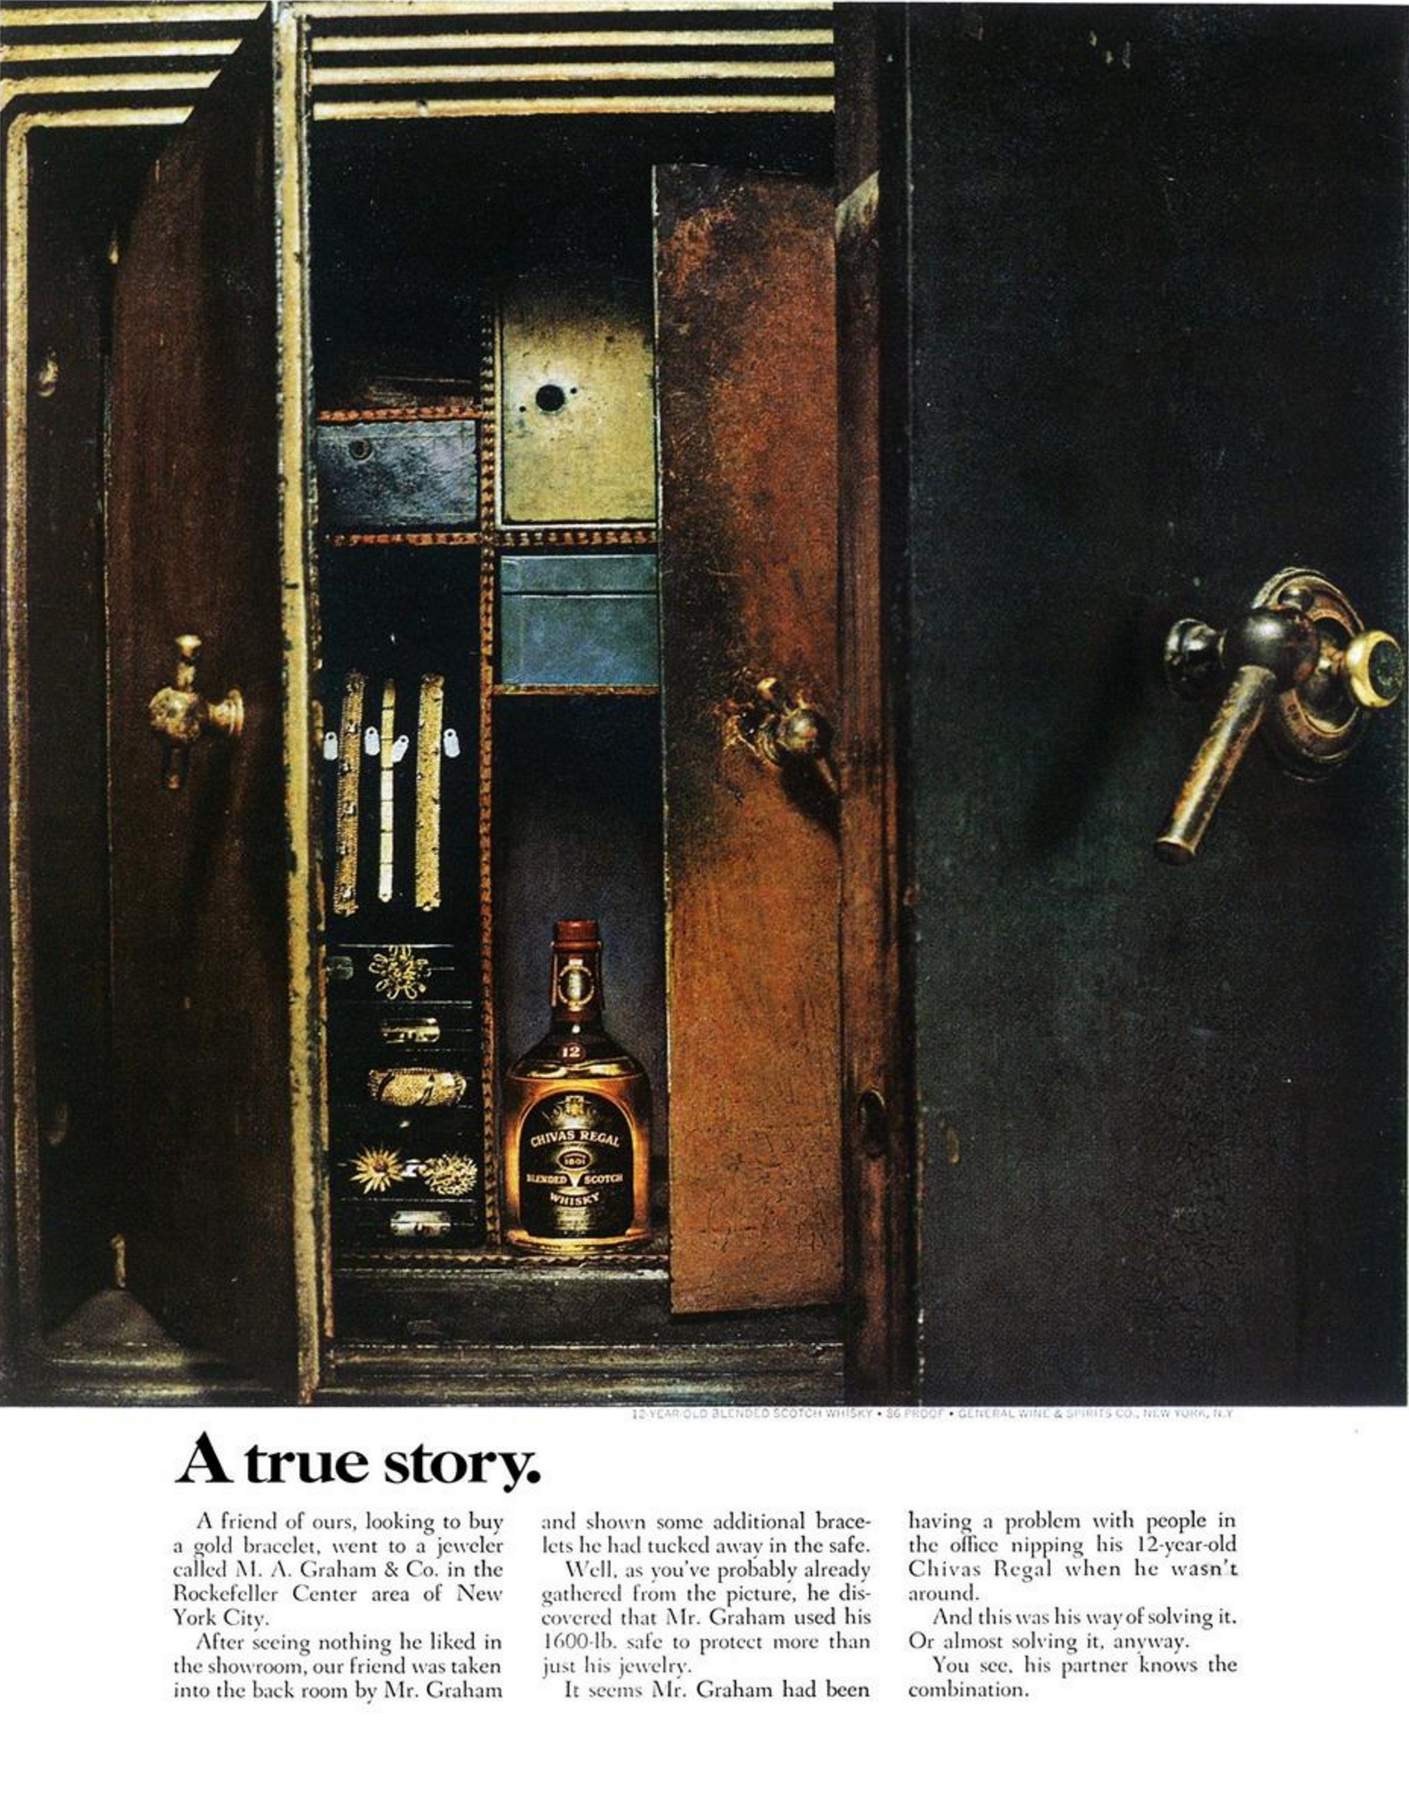 12
CHIVAS REGAL
1801
BLENDED SCOTCH
WHISKY
12-YEAR-OLD BLENDED SCOTCH WHISKY • 86 PROOF • GENERAL WINE & SPIRITS CO., NEW YORK, N.Y
A true story.
A friend of ours, looking to buy
a gold bracelet, went to a jeweler
called M. A. Graham & Co. in the
Rockefeller Center area of New
York City.
After seeing nothing he liked in
the showroom, our friend was taken
into the back room by Mr. Graham
and shown some additional brace-
lets he had tucked away in the safe.
Well, as you've probably already
gathered from the picture, he dis-
covered that Mr. Graham used his
1600-lb. safe to protect more than
just his jewelry.
It seems Mr. Graham had been
having a problem with people in
the office nipping his 12-year-old
Chivas Regal when he wasn't
around.
And this was his way of solving it.
Or almost solving it, anyway.
You see, his partner knows the
combination.